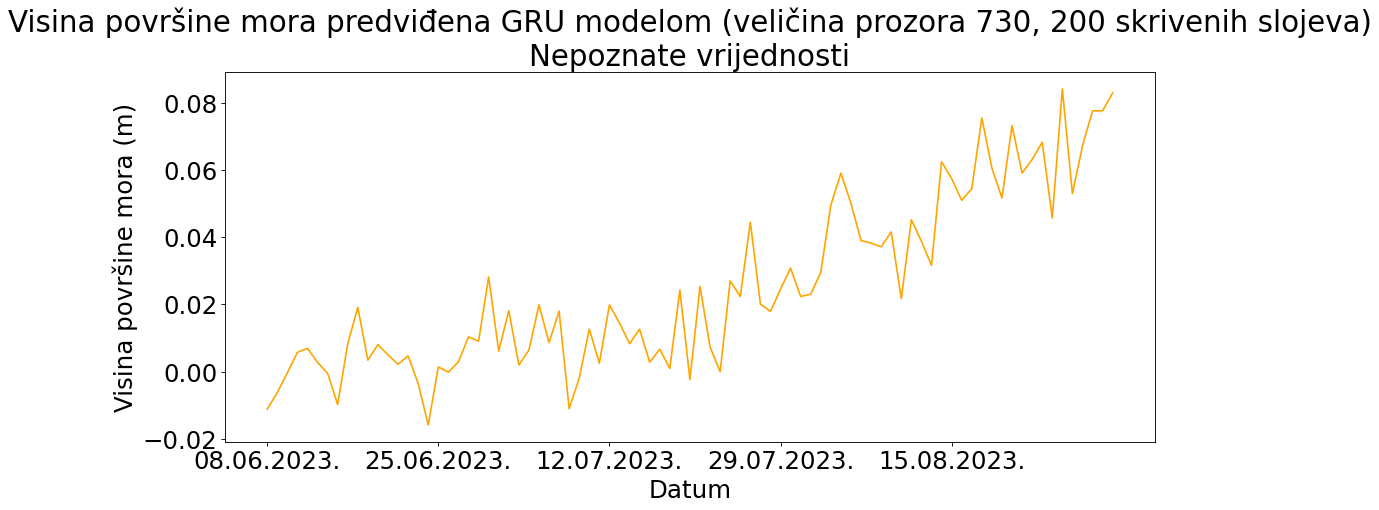 Visina površine mora predviđena GRU modelom (veličina prozora 730, 200 skrivenih slojeva)
Nepoznate vrijednosti
Visina površine mora (m)
0.08
0.06
0.04
0.02
0.00
−0.02
08.06.2023. 25.06.2023. 12.07.2023. 29.07.2023. 15.08.2023.
Datum